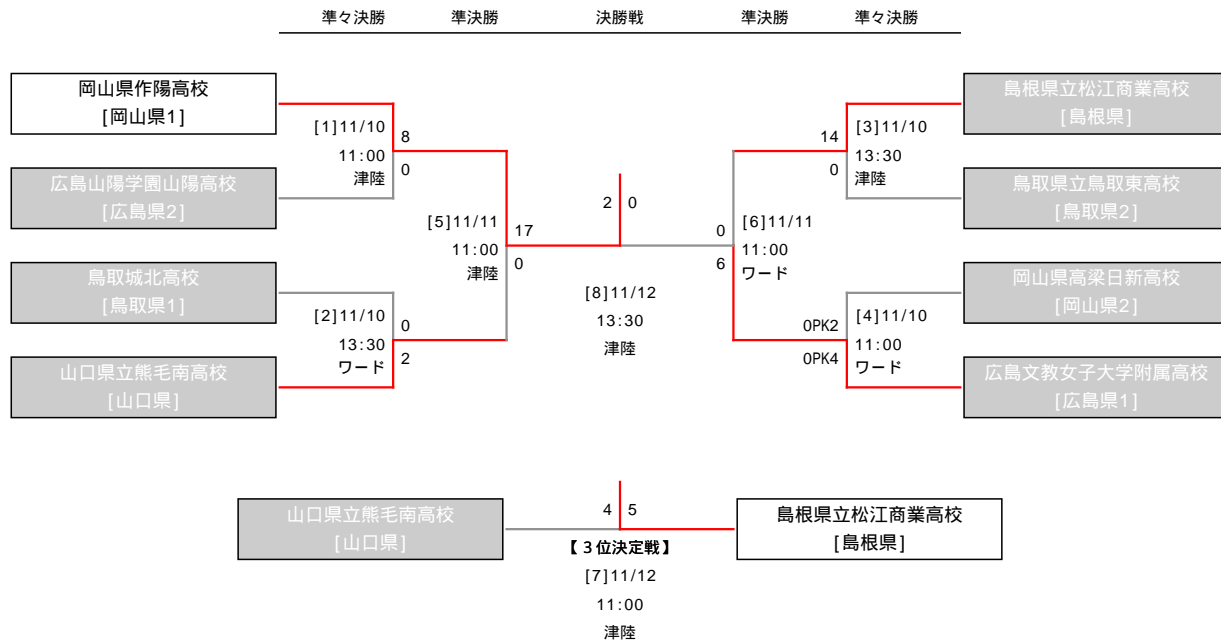 準々決勝 準決勝 決勝戦 準決勝 準々決勝
岡山県作陽高校
[岡山県1]
[1]11/10
11:00
津陸
8
0
広島山陽学園山陽高校
[広島県2]
[5]11/11
11:00
津陸
17
0
鳥取城北高校
[鳥取県1]
[2]11/10
13:30
ワード
0
2
山口県立熊毛南高校
[山口県]
2 0
[8]11/12
13:30
津陸
島根県立松江商業高校
[島根県]
14
0
[3]11/10
13:30
津陸
鳥取県立鳥取東高校
[鳥取県2]
0
6
[6]11/11
11:00
ワード
岡山県高梁日新高校
[岡山県2]
0PK2
0PK4
[4]11/10
11:00
ワード
広島文教女子大学附属高校
[広島県1]
山口県立熊毛南高校
[山口県]
4 5
島根県立松江商業高校
[島根県]
【３位決定戦】
[7]11/12
11:00
津陸